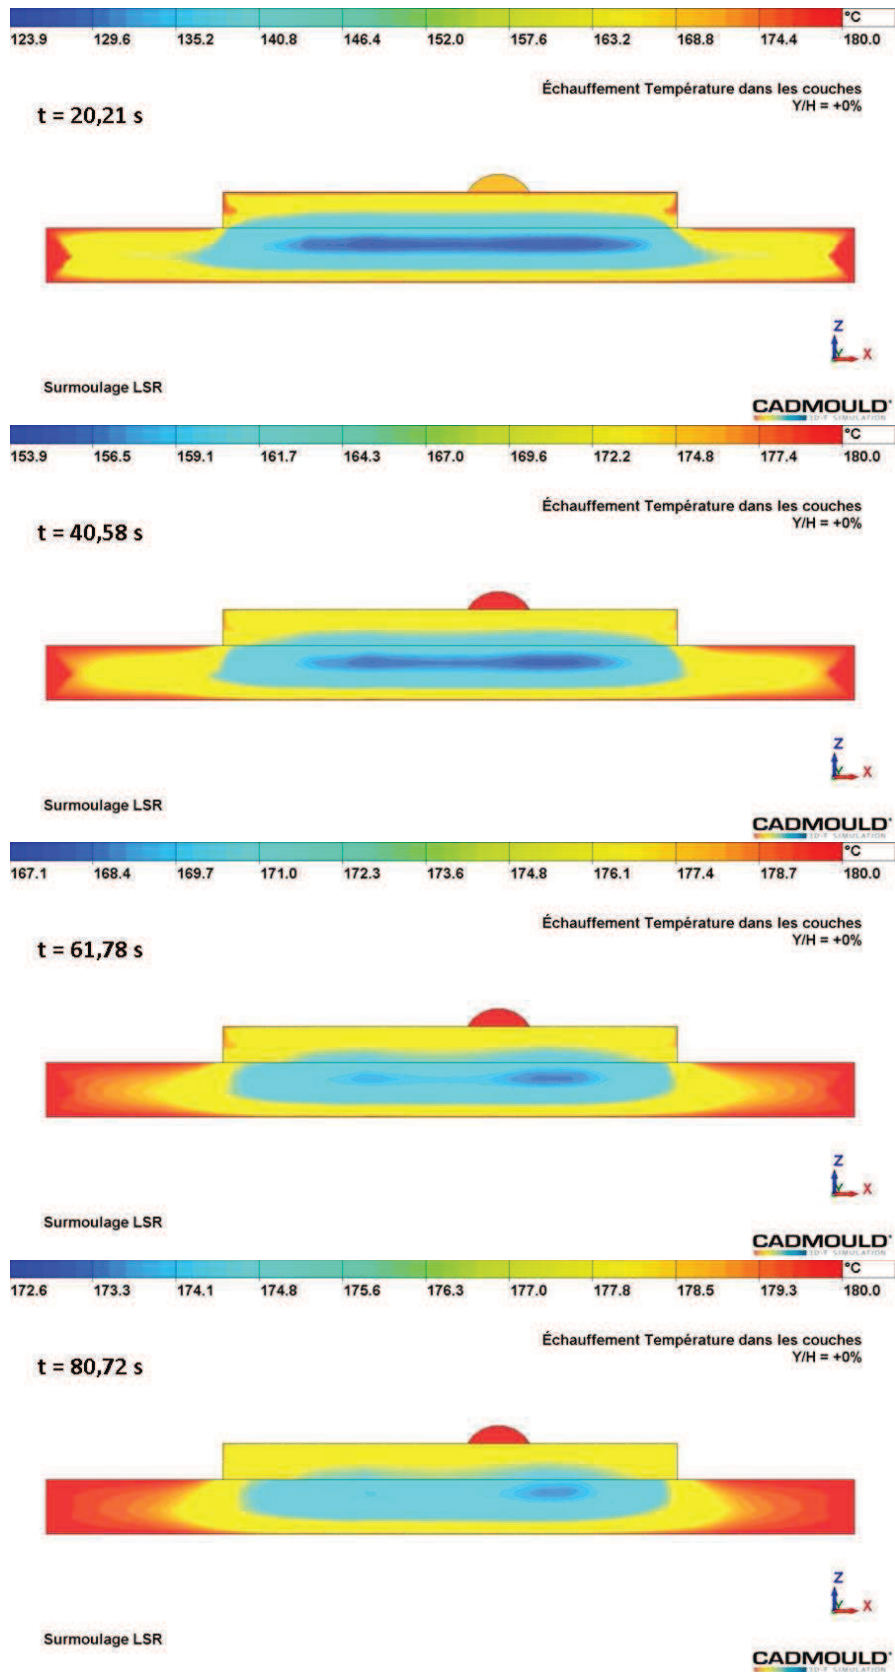 °C
123.9 129.6 135.2 140.8 146.4 152.0 157.6 163.2 168.8 174.4 180.0
Échauffement Température dans les couches
Y/H = +0%
t = 20,21 s
Z
Y X
Surmoulage LSR
CADMOULD
3D-F SIMULATION
°C
153.9 156.5 159.1 161.7 164.3 167.0 169.6 172.2 174.8 177.4 180.0
Échauffement Température dans les couches
Y/H = +0%
t = 40,58 s
Z
Y X
Surmoulage LSR
CADMOULD
3D-F SIMULATION
°C
167.1 168.4 169.7 171.0 172.3 173.6 174.8 176.1 177.4 178.7 180.0
Échauffement Température dans les couches
Y/H = +0%
t = 61,78 s
Z
Y X
Surmoulage LSR
CADMOULD
3D-F SIMULATION
°C
172.6 173.3 174.1 174.8 175.6 176.3 177.0 177.8 178.5 179.3 180.0
Échauffement Température dans les couches
Y/H = +0%
t = 80,72 s
Z
Y X
Surmoulage LSR
CADMOULD